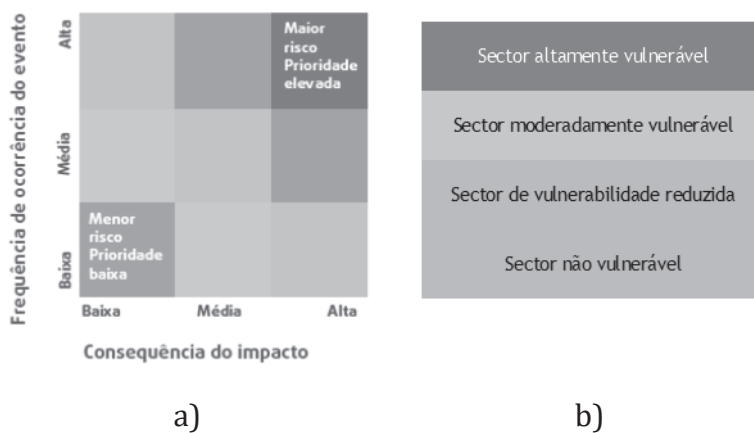 Frequência de ocorrência do evento
Alta
Média
Baixa
Maior
risco
Prioridade
elevada
Menor
risco
Prioridade
baixa
Baixa
Média
Alta
Consequência do impacto
a)
Sector altamente vulnerável
Sector moderadamente vulnerável
Sector de vulnerabilidade reduzida
Sector não vulnerável
b)